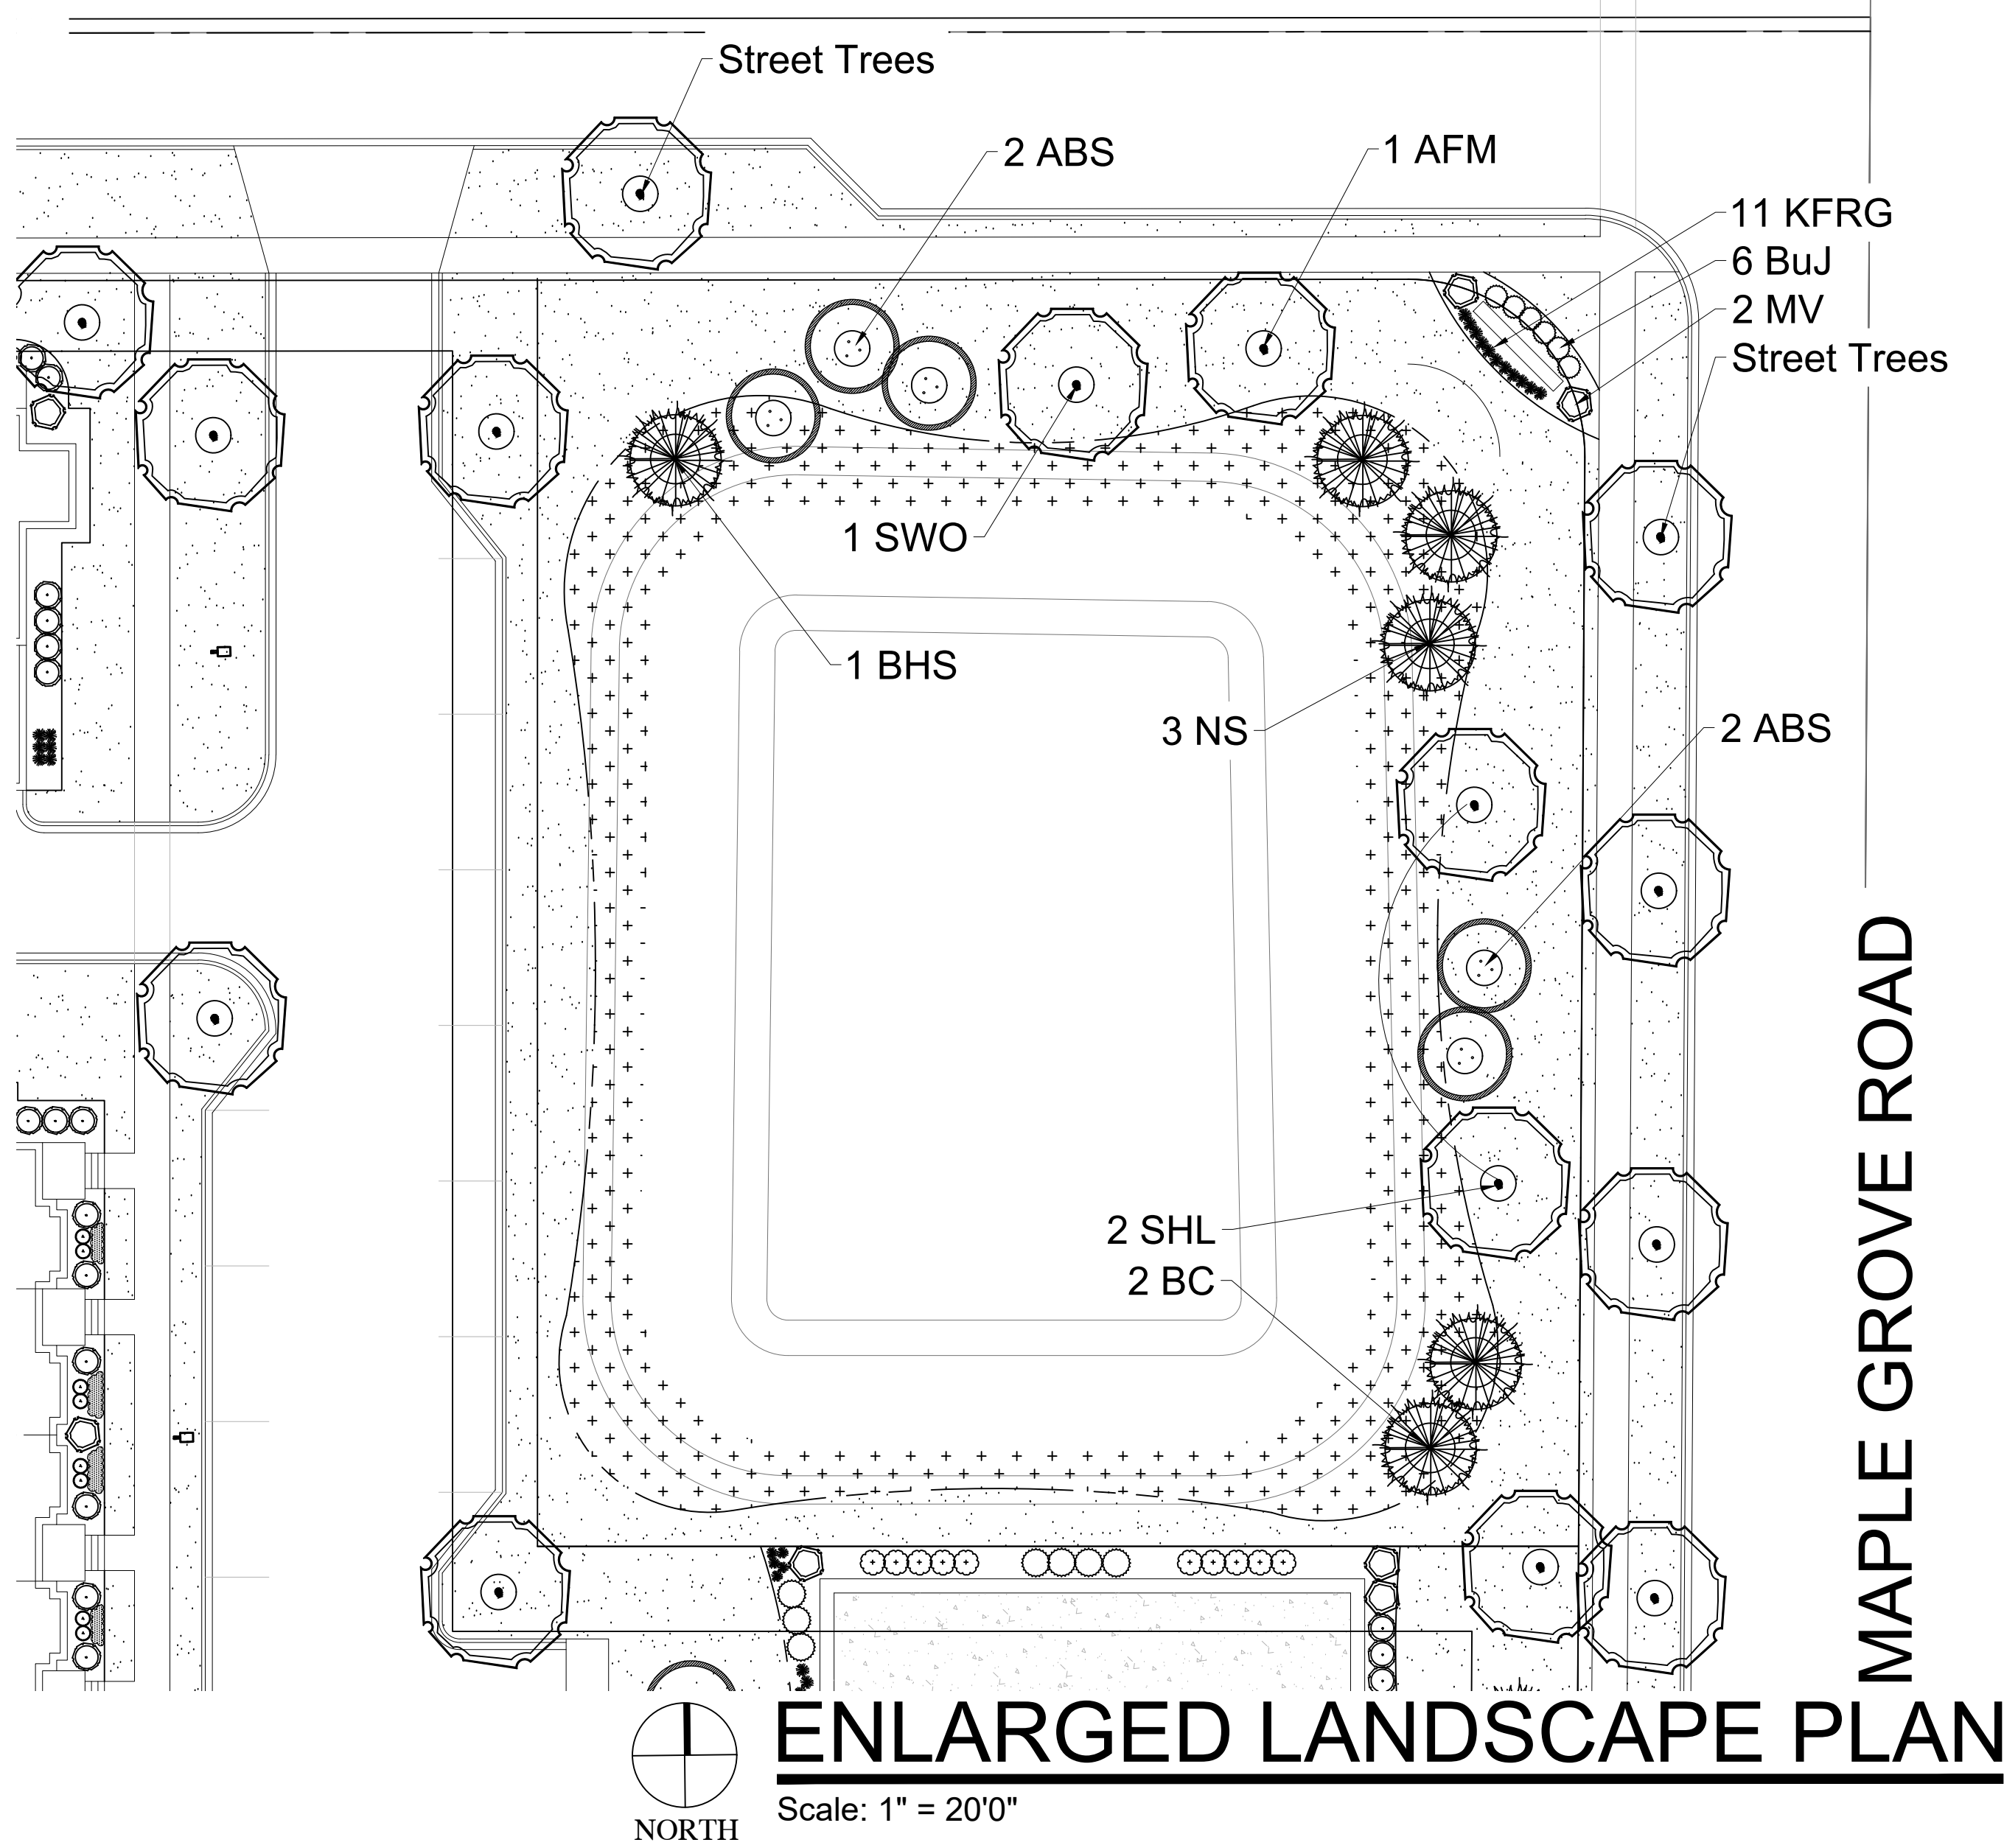 Street Trees
2 ABS
1 AFM
11 KFRG
6 BuJ
2 MV
Street Trees
1 SWO
1 BHS
3 NS
2 ABS
2 SHL
2 BC
MAPLE GROVE ROAD
ENLARGED LANDSCAPE PLAN
Scale: 1" = 20'0"
NORTH